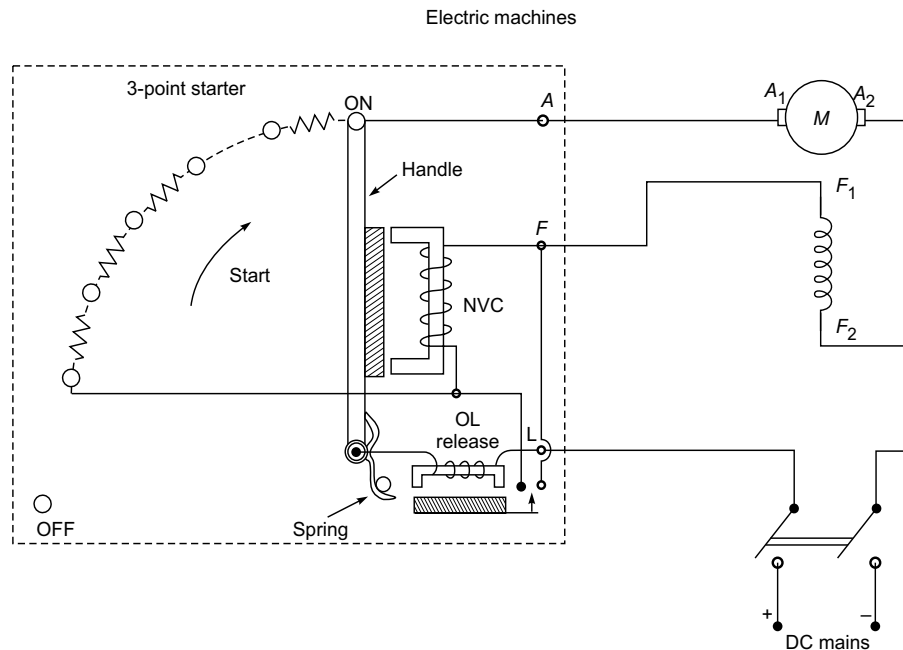 Electric machines
3-point starter
ON
A
A1
M
A2
Handle
F
F1
Start
NVC
F2
OL
release
L
OFF
Spring
+
–
DC mains